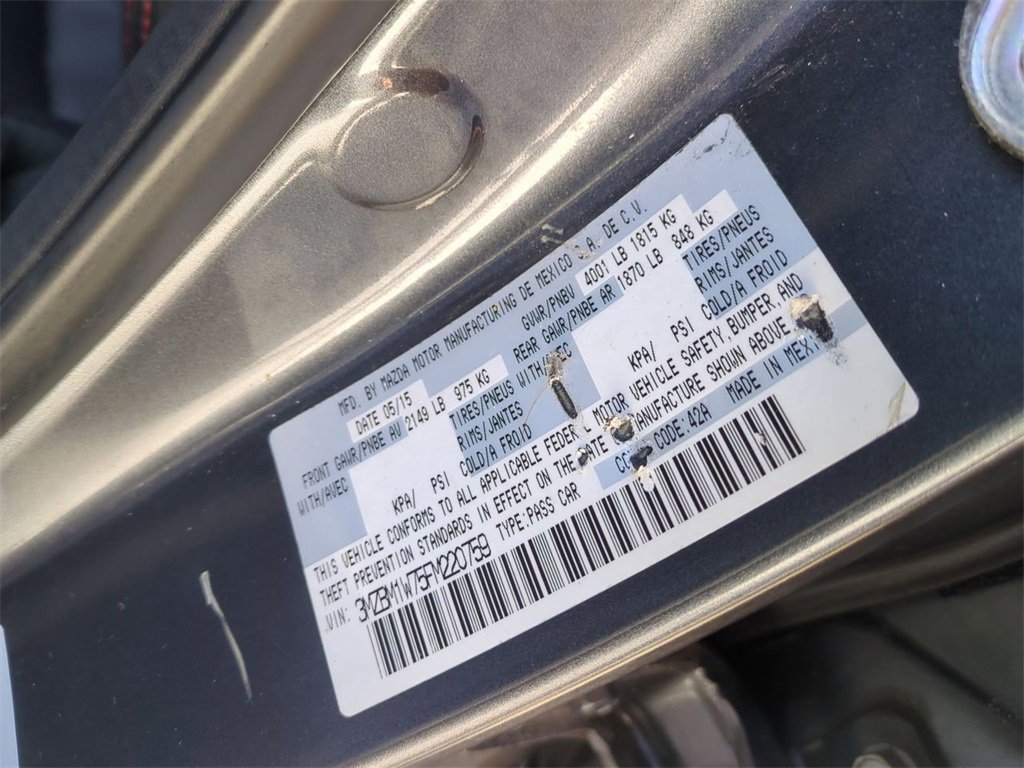 MFD. BY MAZDA MOTOR MANUFACTURING DE MEXICO S.A. DE C.V.
DATE 05/15 GVWR/PNBV 4001 LB 1815 KG
FRONT GAWR/PNBE AV 2149 LB 975 KG REAR GAWR/PNBE AR 1870 LB 848 KG
WITH/AVEC TIRES/PNEUS WITH/AVEC TIRES/PNEUS
RIMS/JANTES RIMS/JANTES
KPA/ PSI COLD/A FROID KPA/ PSI COLD/A FROID
THIS VEHICLE CONFORMS TO ALL APPLICABLE FEDERAL MOTOR VEHICLE SAFETY, BUMPER, AND
THEFT PREVENTION STANDARDS IN EFFECT ON THE DATE MANUFACTURE SHOWN ABOVE
VIN: 3MZBM1W75FM220759 TYPE: PASS CAR CODE: 42A MADE IN MEXI